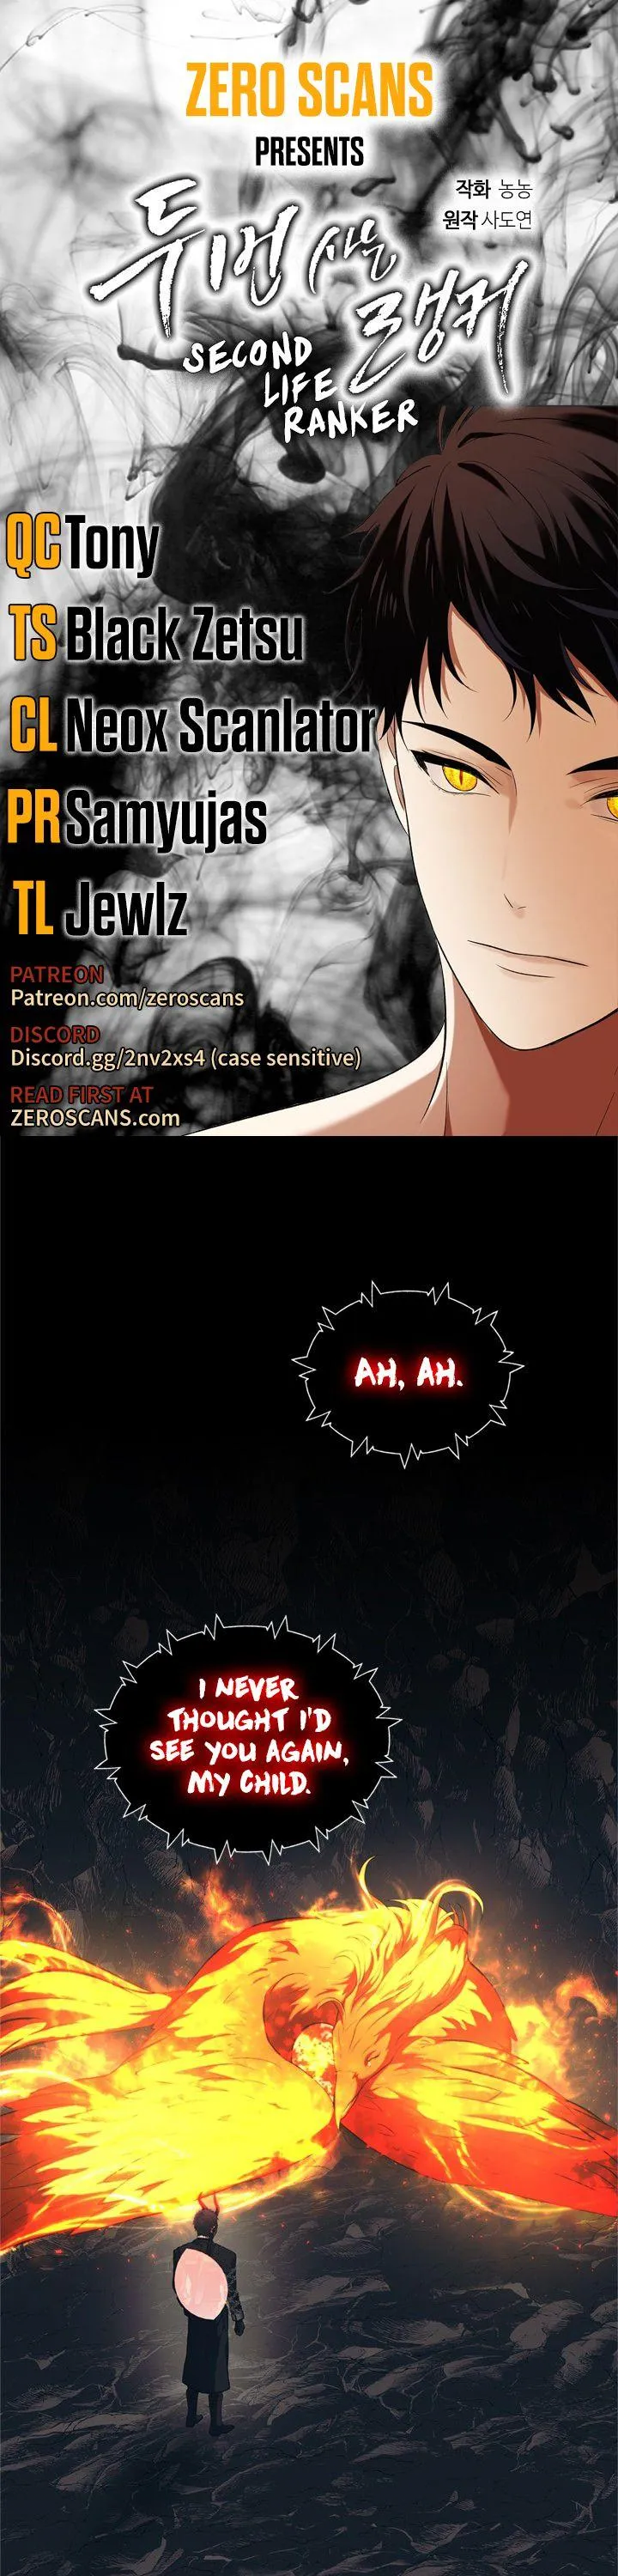 ZERO SCANS
PRESENTS
작화 농농
원작 사도연
두 번 사는
랭커
SECOND
LIFE
RANKER
QC Tony
TS Black Zetsu
CL Neox Scanlator
PR Samyujas
TL Jewlz
PATREON
Patreon.com/zeroscans
DISCORD
Discord.gg/2nv2xs4 (case sensitive)
READ FIRST AT
ZEROSCANS.com
AH, AH.
I NEVER
THOUGHT I'D
SEE YOU AGAIN,
MY CHILD.